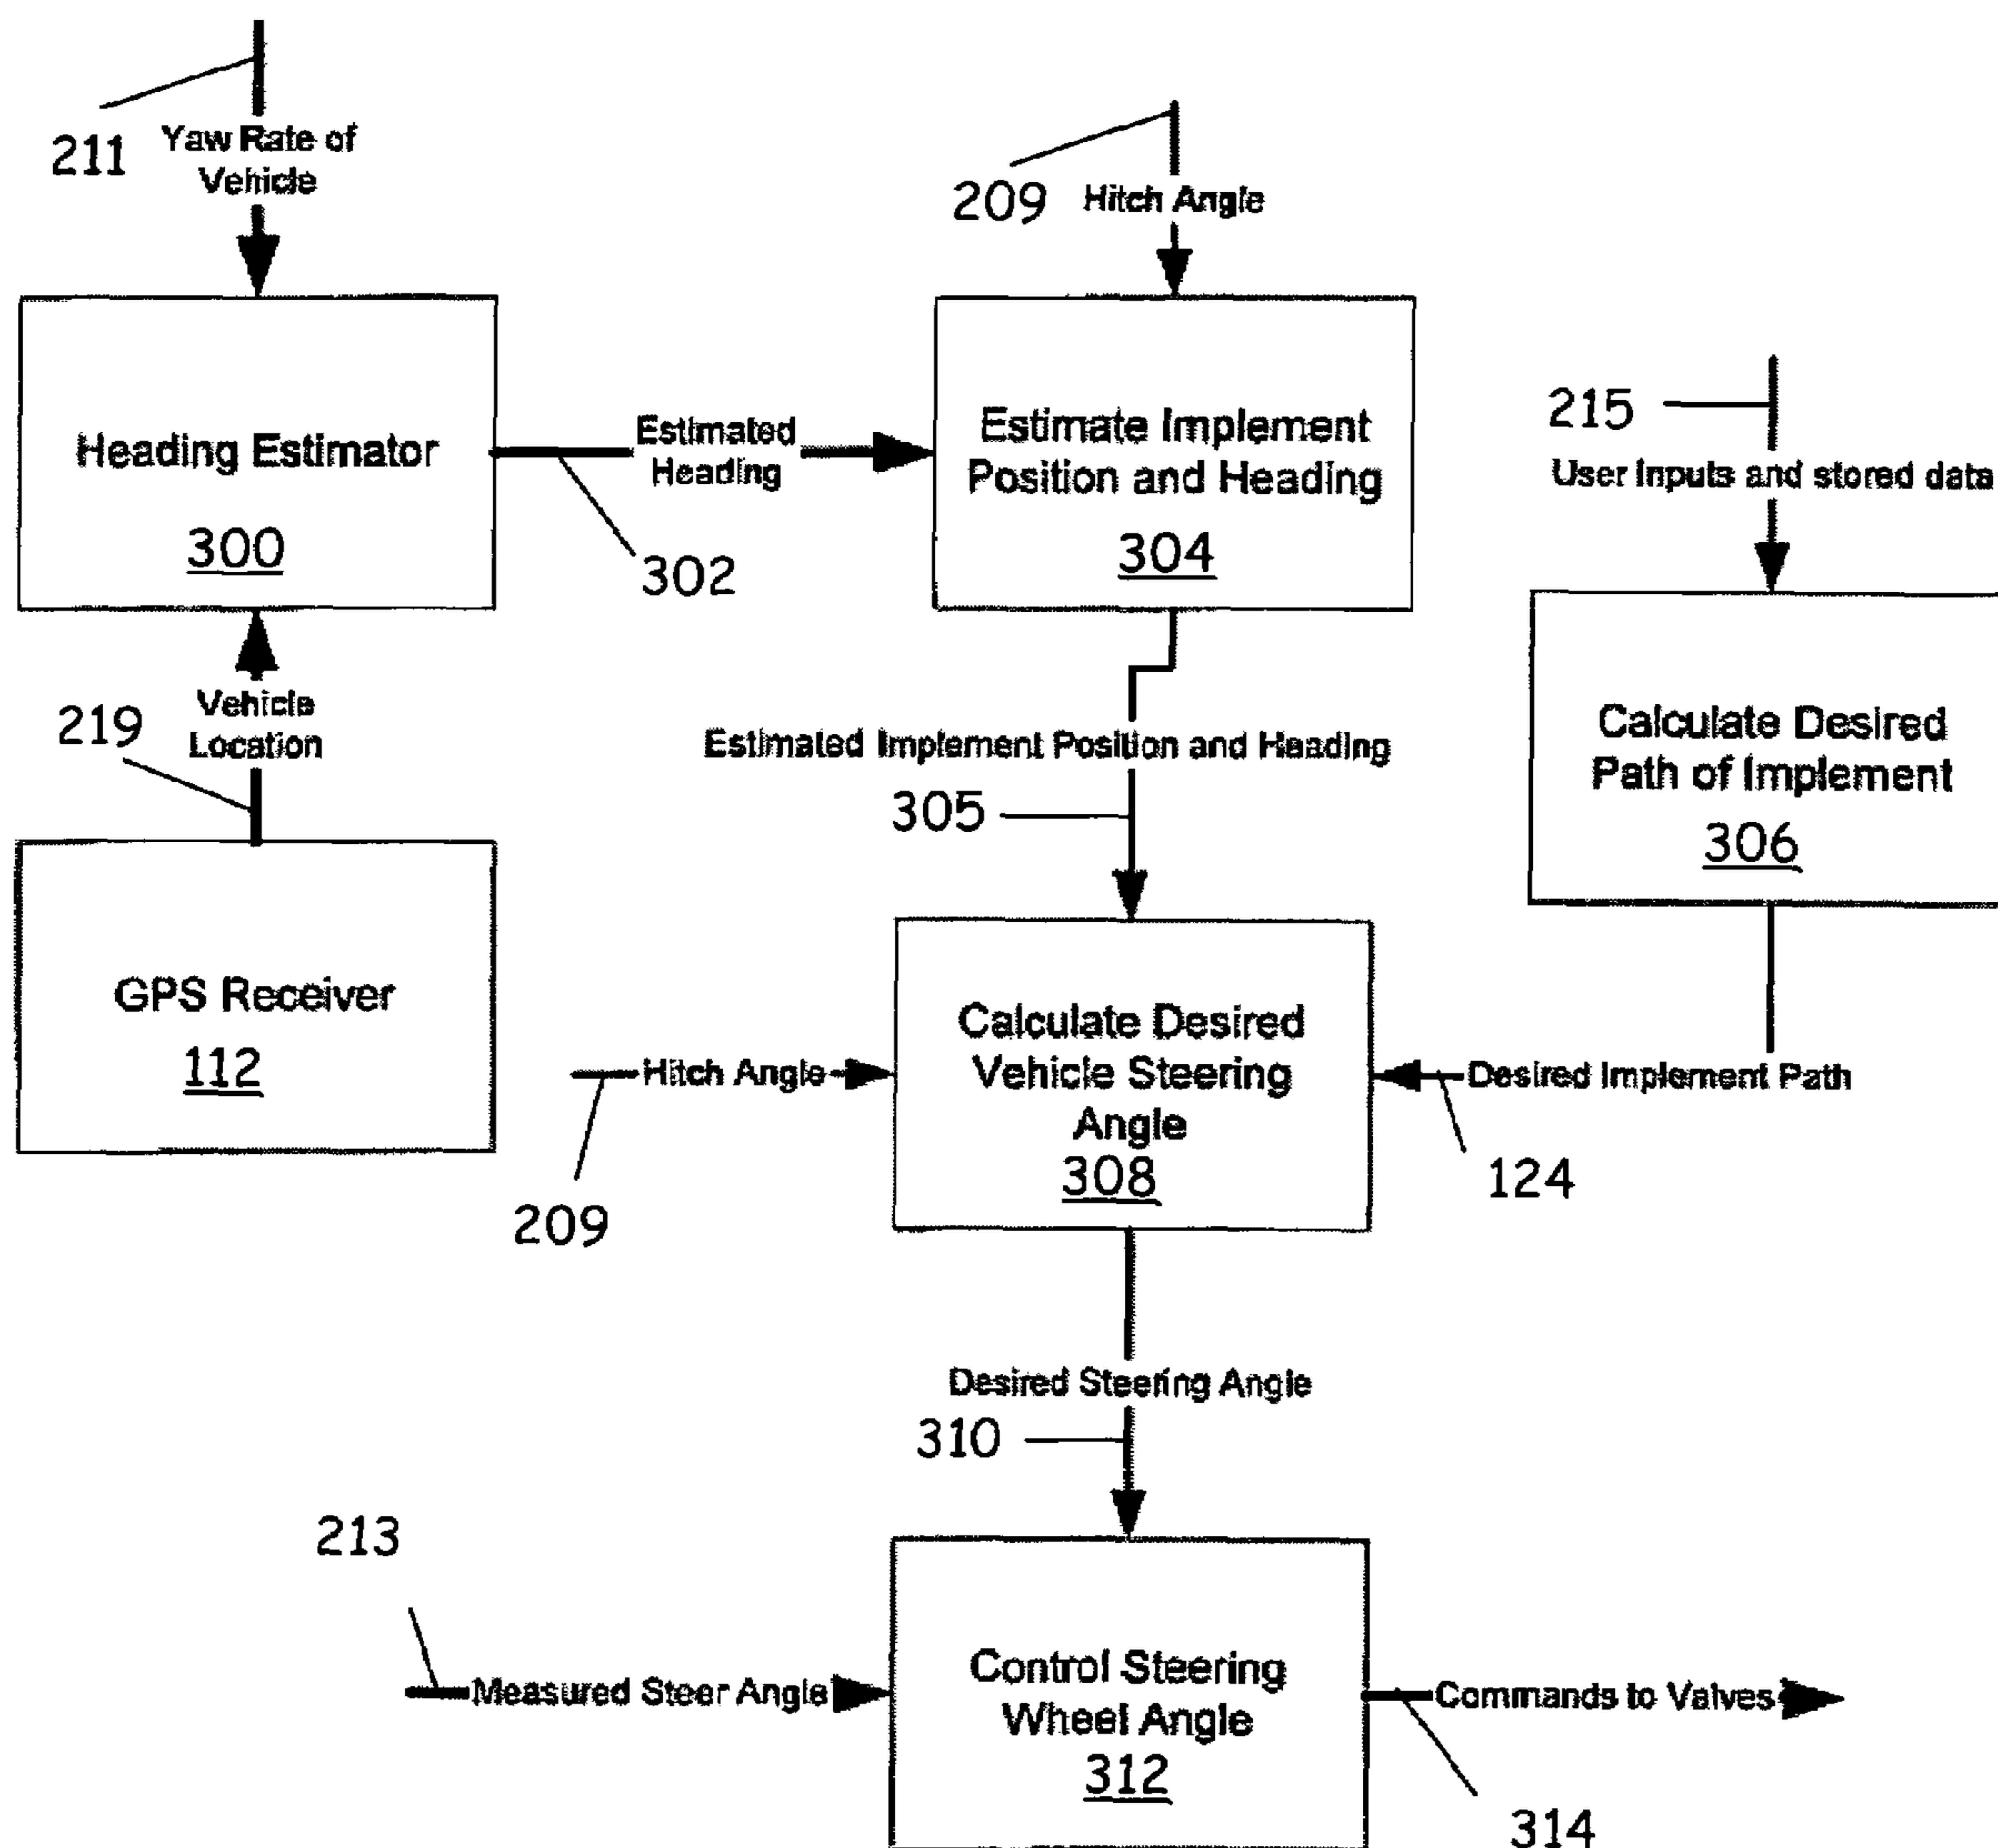 211
Yaw Rate of
Vehicle
209
Hitch Angle
Heading Estimator
300
Estimated
Heading
302
Estimate Implement
Position and Heading
304
215
User Inputs and stored data
219
Vehicle
Location
Estimated Implement Position and Heading
305
Calculate Desired
Path of Implement
306
GPS Receiver
112
Hitch Angle
209
Calculate Desired
Vehicle Steering
Angle
308
Desired Implement Path
124
Desired Steering Angle
310
213
Measured Steer Angle
Control Steering
Wheel Angle
312
Commands to Valves
314